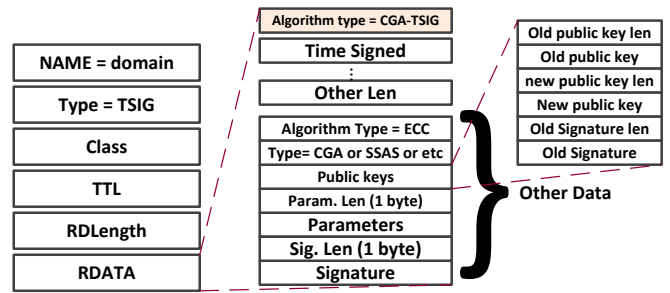 NAME = domain
Type = TSIG
Class
TTL
RDLength
RDATA
Algorithm type = CGA-TSIG
Time Signed
⋮
Other Len
Algorithm Type = ECC
Type= CGA or SSAS or etc
Public keys
Param. Len (1 byte)
Parameters
Sig. Len (1 byte)
Signature
Other Data
Old public key len
Old public key
new public key len
New public key
Old Signature len
Old Signature